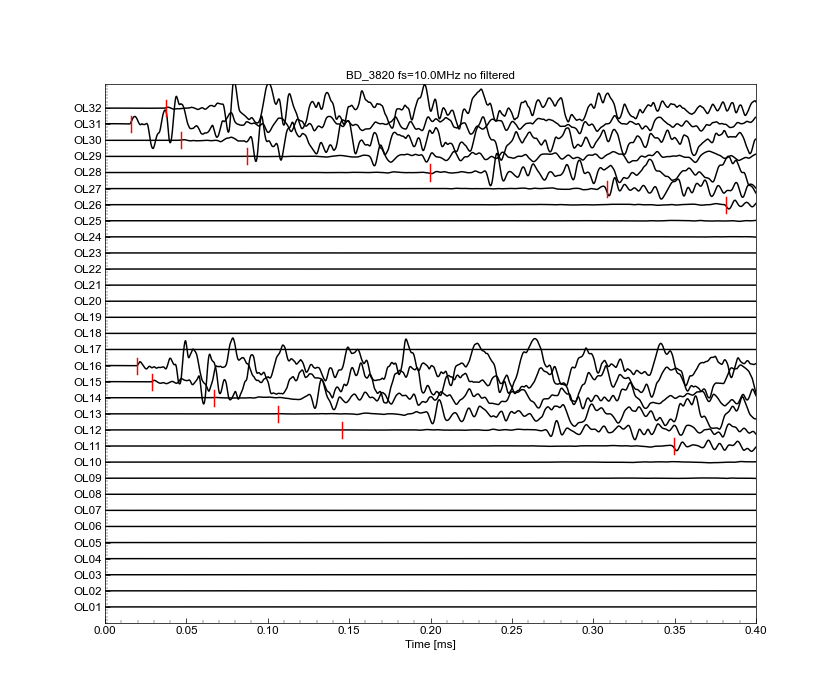 BD_3820 fs=10.0MHz no filtered
OL32
OL31
OL30
OL29
OL28
OL27
OL26
OL25
OL24
OL23
OL22
OL21
OL20
OL19
OL18
OL17
OL16
OL15
OL14
OL13
OL12
OL11
OL10
OL09
OL08
OL07
OL06
OL05
OL04
OL03
OL02
OL01
0.00 0.05 0.10 0.15 0.20 0.25 0.30 0.35 0.40
Time [ms]